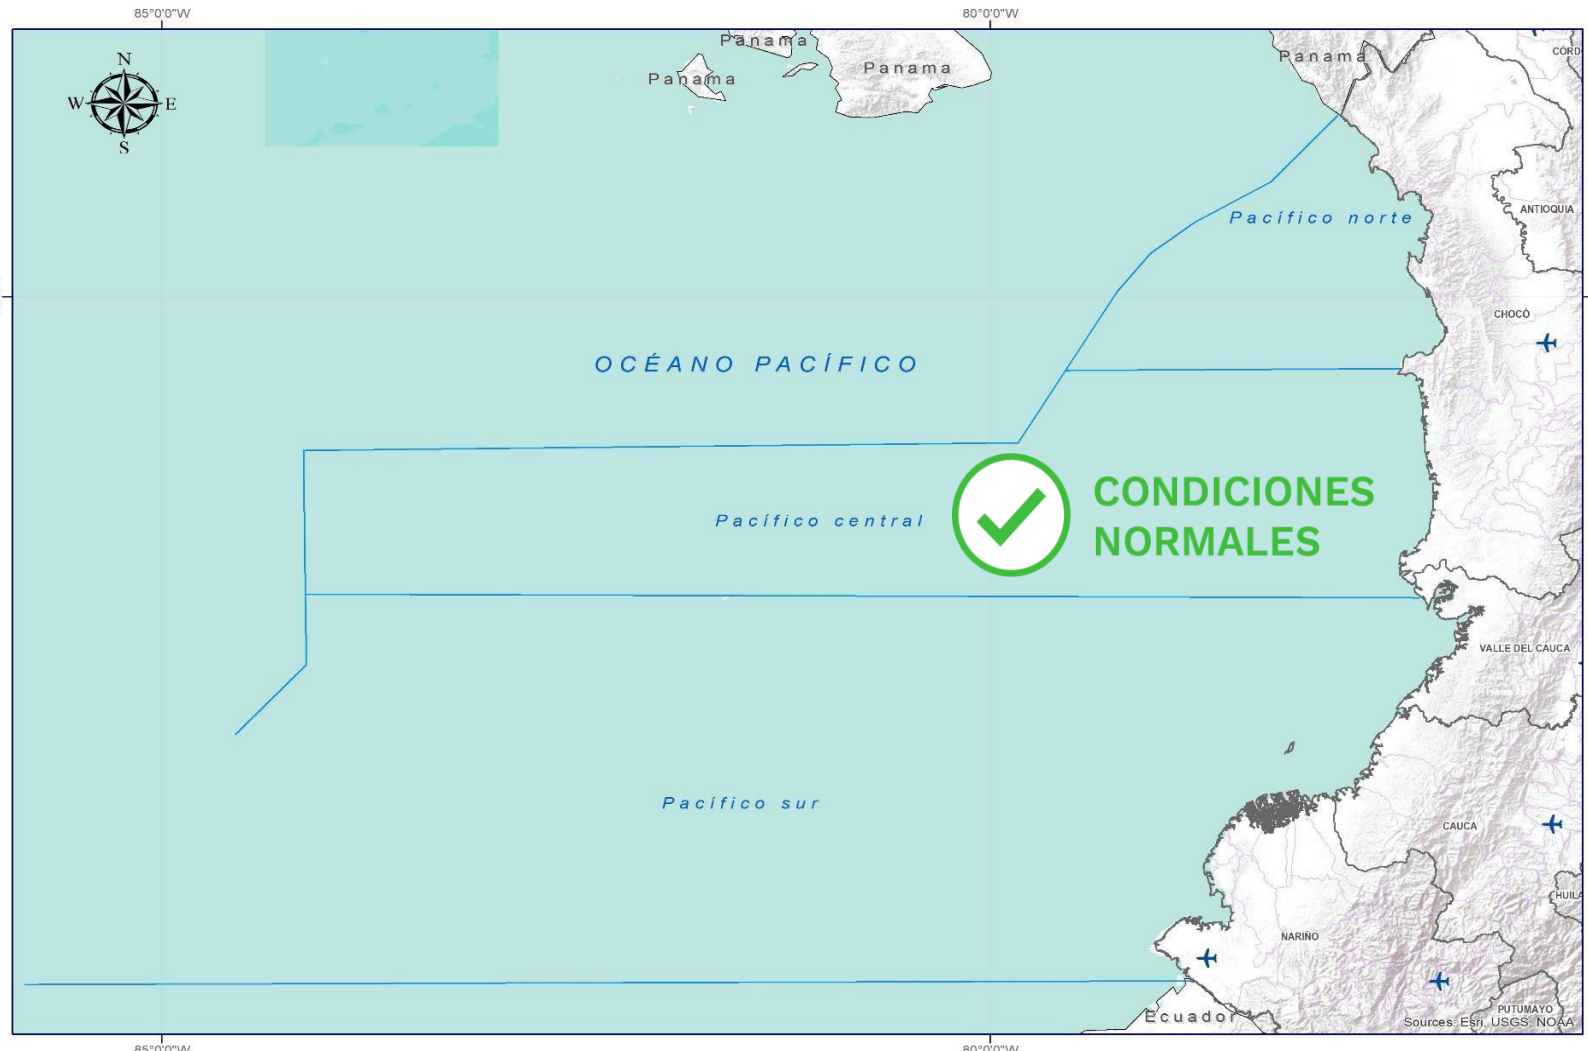 85°0'0"W
80°0'0"W
N
W
E
S
Panama
Panama
Panama
Panama
CÓRD
Pacífico norte
ANTIOQUIA
CHOCÓ
OCÉANO PACÍFICO
CONDICIONES
NORMALES
Pacífico central
VALLE DEL CAUCA
Pacífico sur
CAUCA
HUILA
NARIÑO
PUTUMAYO
Ecuador
Sources: Esri, USGS, NOAA
85°0'0"W
80°0'0"W